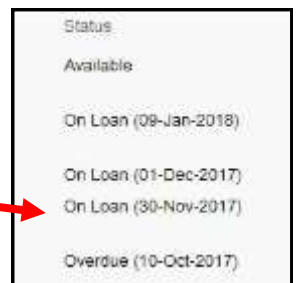 Status
Available
On Loan (09-Jan-2018)
On Loan (01-Dec-2017)
On Loan (30-Nov-2017)
Overdue (10-Oct-2017)